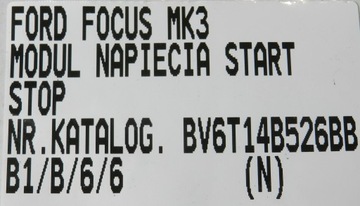 FORD FOCUS MK3
MODUL NAPIECIA START
STOP
NR.KATALOG. BV6T14B526BB
B1/B/6/6 (N)